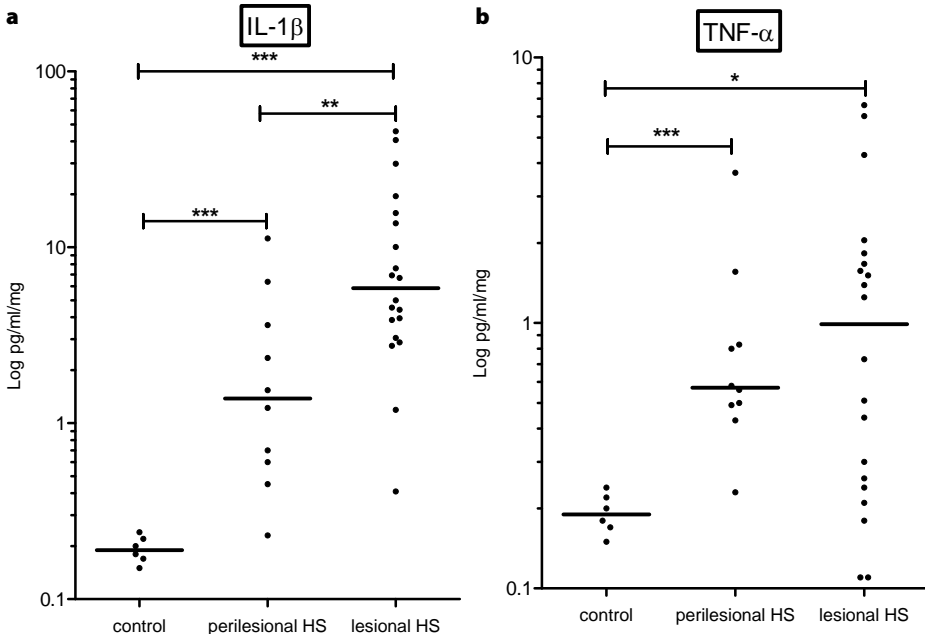 a
IL-1β
Log pg/ml/mg
100
10
1
0.1
***
**
***
control
perilesional HS
lesional HS
b
TNF-α
Log pg/ml/mg
10
1
0.1
*
***
control
perilesional HS
lesional HS